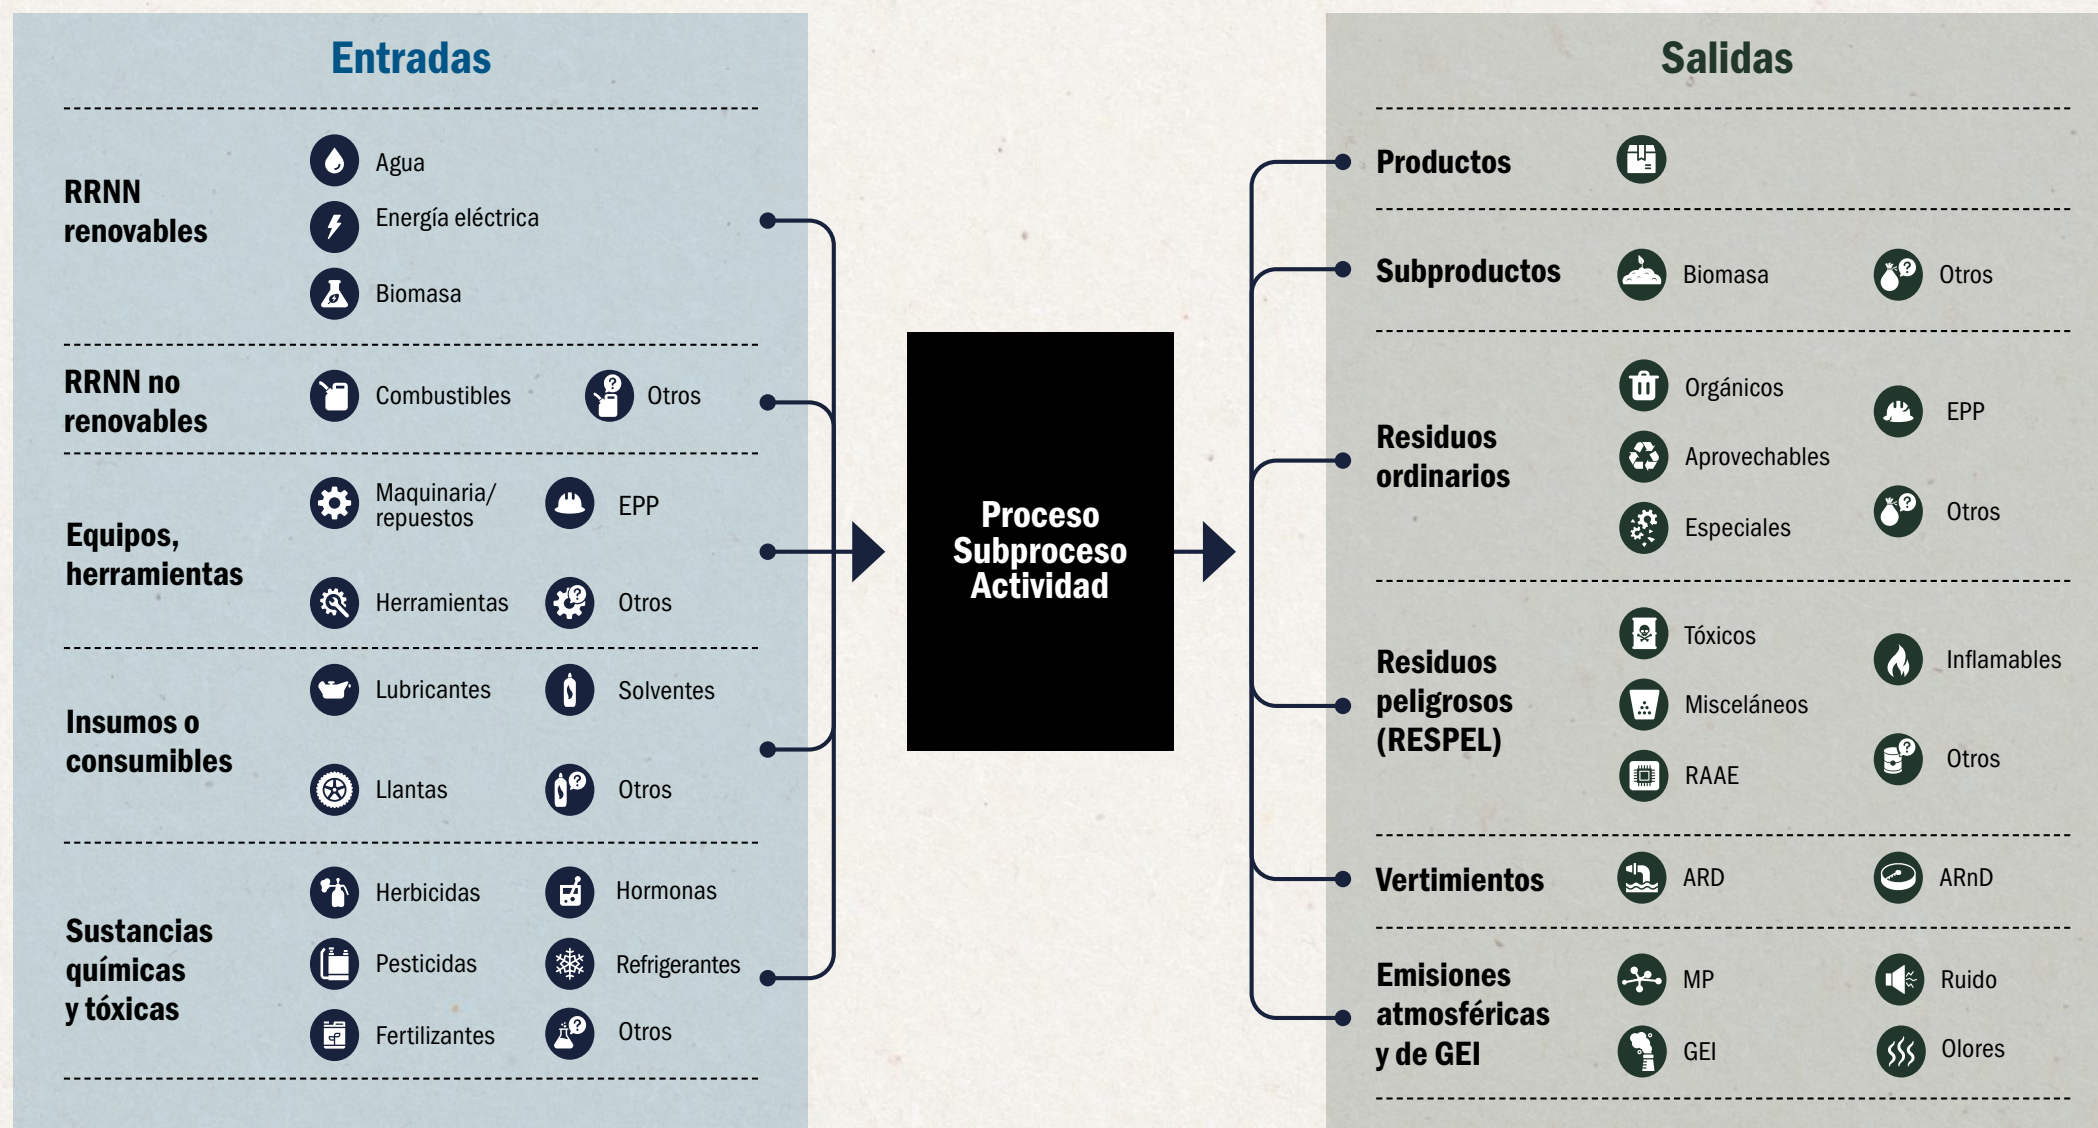 Entradas
RRNN
renovables
Agua
Energía eléctrica
Biomasa
RRNN no
renovables
Combustibles
?
Otros
Equipos,
herramientas
Maquinaria/
repuestos
EPP
Herramientas
?
Otros
Insumos o
consumibles
Lubricantes
Solventes
Llantas
?
Otros
Sustancias
químicas
y tóxicas
Herbicidas
Hormonas
Pesticidas
Refrigerantes
Fertilizantes
?
Otros
Proceso
Subproceso
Actividad
Salidas
Productos
Subproductos
Biomasa
?
Otros
Residuos
ordinarios
Orgánicos
EPP
Aprovechables
?
Otros
Especiales
Residuos
peligrosos
(RESPEL)
Tóxicos
Inflamables
Misceláneos
?
Otros
RAAE
Vertimientos
ARD
ARnD
Emisiones
atmosféricas
y de GEI
MP
Ruido
GEI
Olores